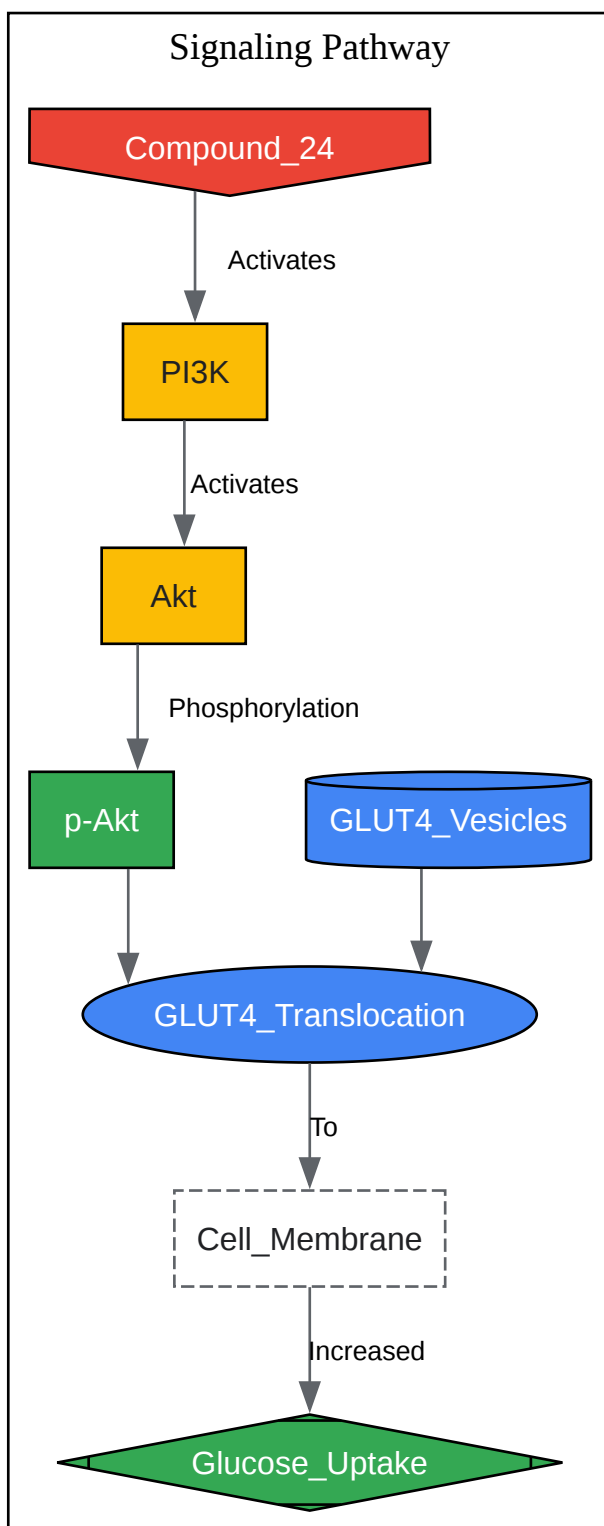 Signaling Pathway
Compound_24
Activates
PI3K
Activates
Akt
Phosphorylation
p-Akt
GLUT4_Vesicles
GLUT4_Translocation
To
Cell_Membrane
Increased
Glucose_Uptake